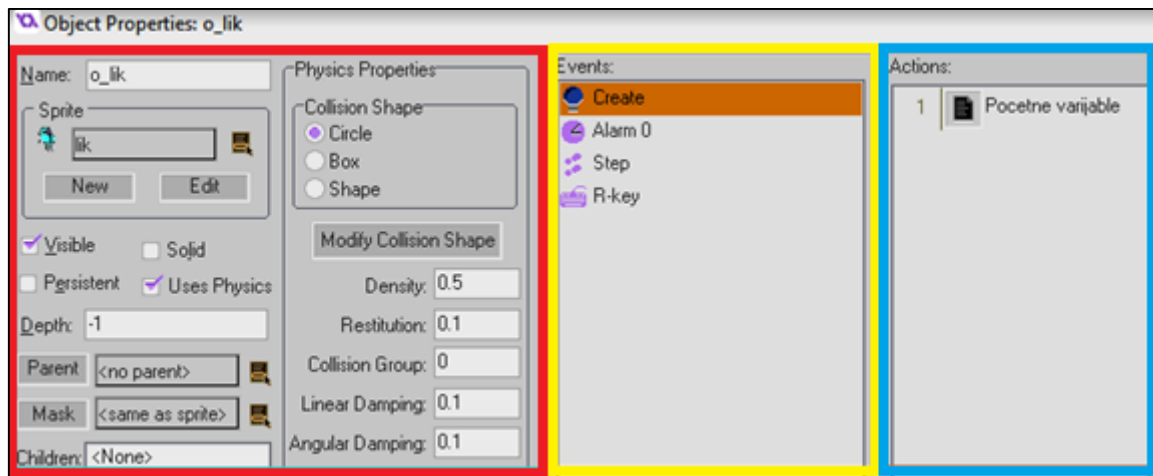 Object Properties: o_lik
Name: o_lik
Sprite
lik
New Edit
Visible Solid
Persistent Uses Physics
Depth: -1
Parent <no parent>
Mask <same as sprite>
Children: <None>
Physics Properties
Collision Shape
Circle
Box
Shape
Modify Collision Shape
Density: 0.5
Restitution: 0.1
Collision Group: 0
Linear Damping: 0.1
Angular Damping: 0.1
Events:
Create
Alarm 0
Step
R-key
Actions:
1 Pocetne varijable